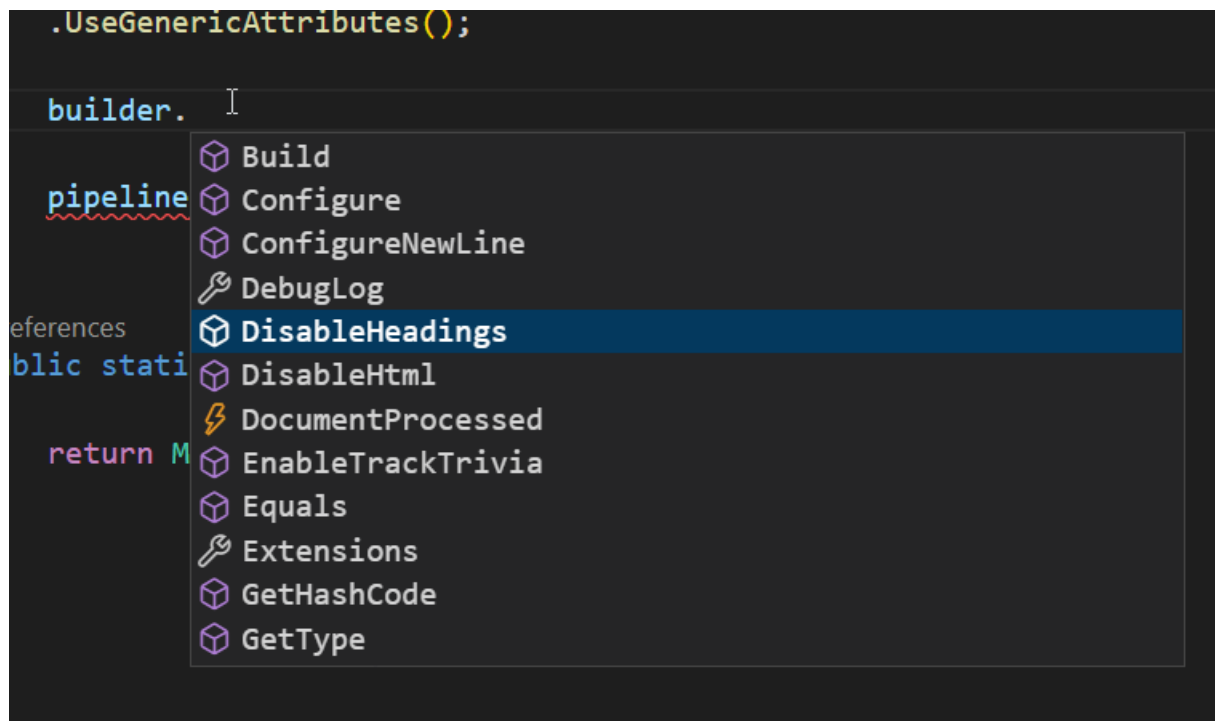 .UseGenericAttributes();
builder.
Build
pipeline
Configure
ConfigureNewLine
DebugLog
eferences
DisableHeadings
blic stati
DisableHtml
DocumentProcessed
return M
EnableTrackTrivia
Equals
Extensions
GetHashCode
GetType